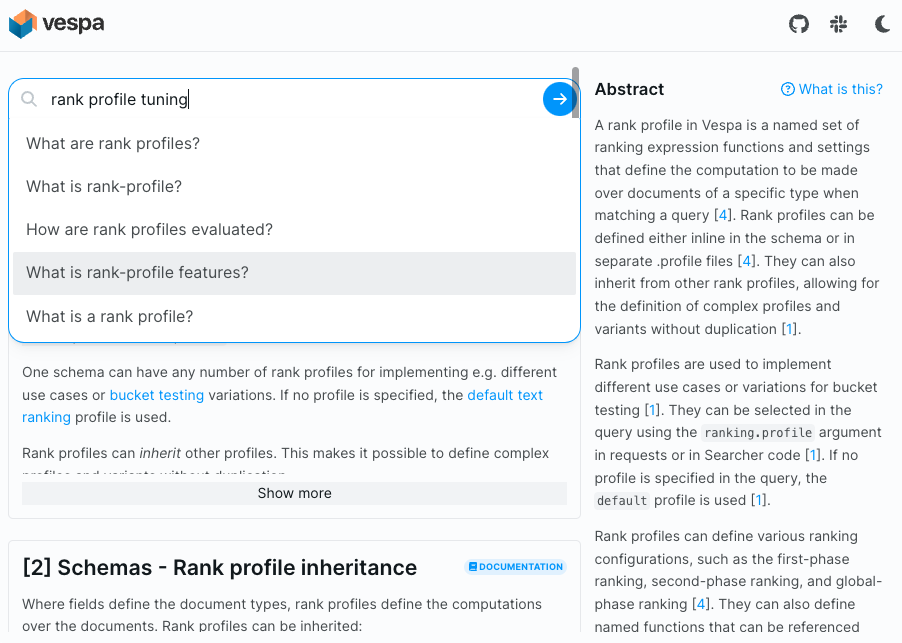 vespa
rank profile tuning
What are rank profiles?
What is rank-profile?
How are rank profiles evaluated?
What is rank-profile features?
What is a rank profile?
One schema can have any number of rank profiles for implementing e.g. different
use cases or bucket testing variations. If no profile is specified, the default text
ranking profile is used.
Rank profiles can inherit other profiles. This makes it possible to define complex
profiles and variants without duplication
Show more
[2] Schemas - Rank profile inheritance
DOCUMENTATION
Where fields define the document types, rank profiles define the computations
over the documents. Rank profiles can be inherited:
Abstract
What is this?
A rank profile in Vespa is a named set of
ranking expression functions and settings
that define the computation to be made
over documents of a specific type when
matching a query [4]. Rank profiles can be
defined either inline in the schema or in
separate .profile files [4]. They can also
inherit from other rank profiles, allowing for
the definition of complex profiles and
variants without duplication [1].
Rank profiles are used to implement
different use cases or variations for bucket
testing [1]. They can be selected in the
query using the ranking.profile argument
in requests or in Searcher code [1]. If no
profile is specified in the query, the
default profile is used [1].
Rank profiles can define various ranking
configurations, such as the first-phase
ranking, second-phase ranking, and global-
phase ranking [4]. They can also define
named functions that can be referenced